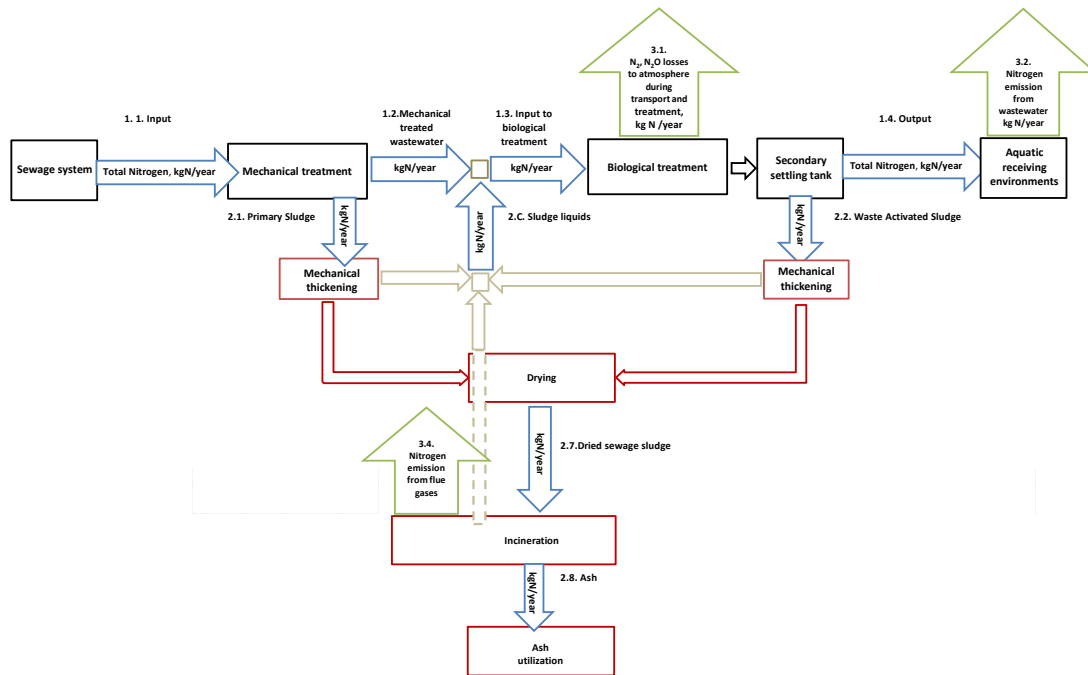 3.1.
N2, N2O losses
to atmosphere
during
transport and
treatment,
kg N /year
3.2.
Nitrogen
emission
from
wastewater
kg N/year
1. 1. Input
1.2.Mechanical
treated
wastewater
1.3. Input to
biological
treatment
1.4. Output
Sewage system
Total Nitrogen, kgN/year
Mechanical treatment
kgN/year
kgN/year
Biological treatment
Secondary
settling tank
Total Nitrogen, kgN/year
Aquatic
receiving
environments
2.1. Primary Sludge
kgN/year
kgN/year
2.C. Sludge liquids
kgN/year
2.2. Waste Activated Sludge
Mechanical
thickening
Mechanical
thickening
Drying
3.4.
Nitrogen
emission
from flue
gases
kgN/year
2.7.Dried sewage sludge
Incineration
kgN/year
2.8. Ash
Ash
utilization